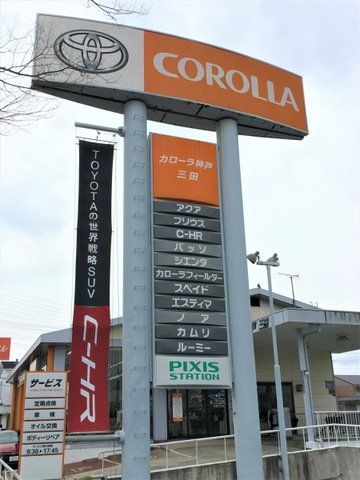 COROLLA
カローラ神戸
三田
アクア
プリウス
C-HR
パッソ
シエンタ
カローラフィールダー
スペイド
エスティマ
ノア
カムリ
ルーミー
PIXIS
STATION
TOYOTAの世界戦略SUV
C-HR
サービス
定期点検
車検
オイル交換
ボディーリペア
9:30▸17:45